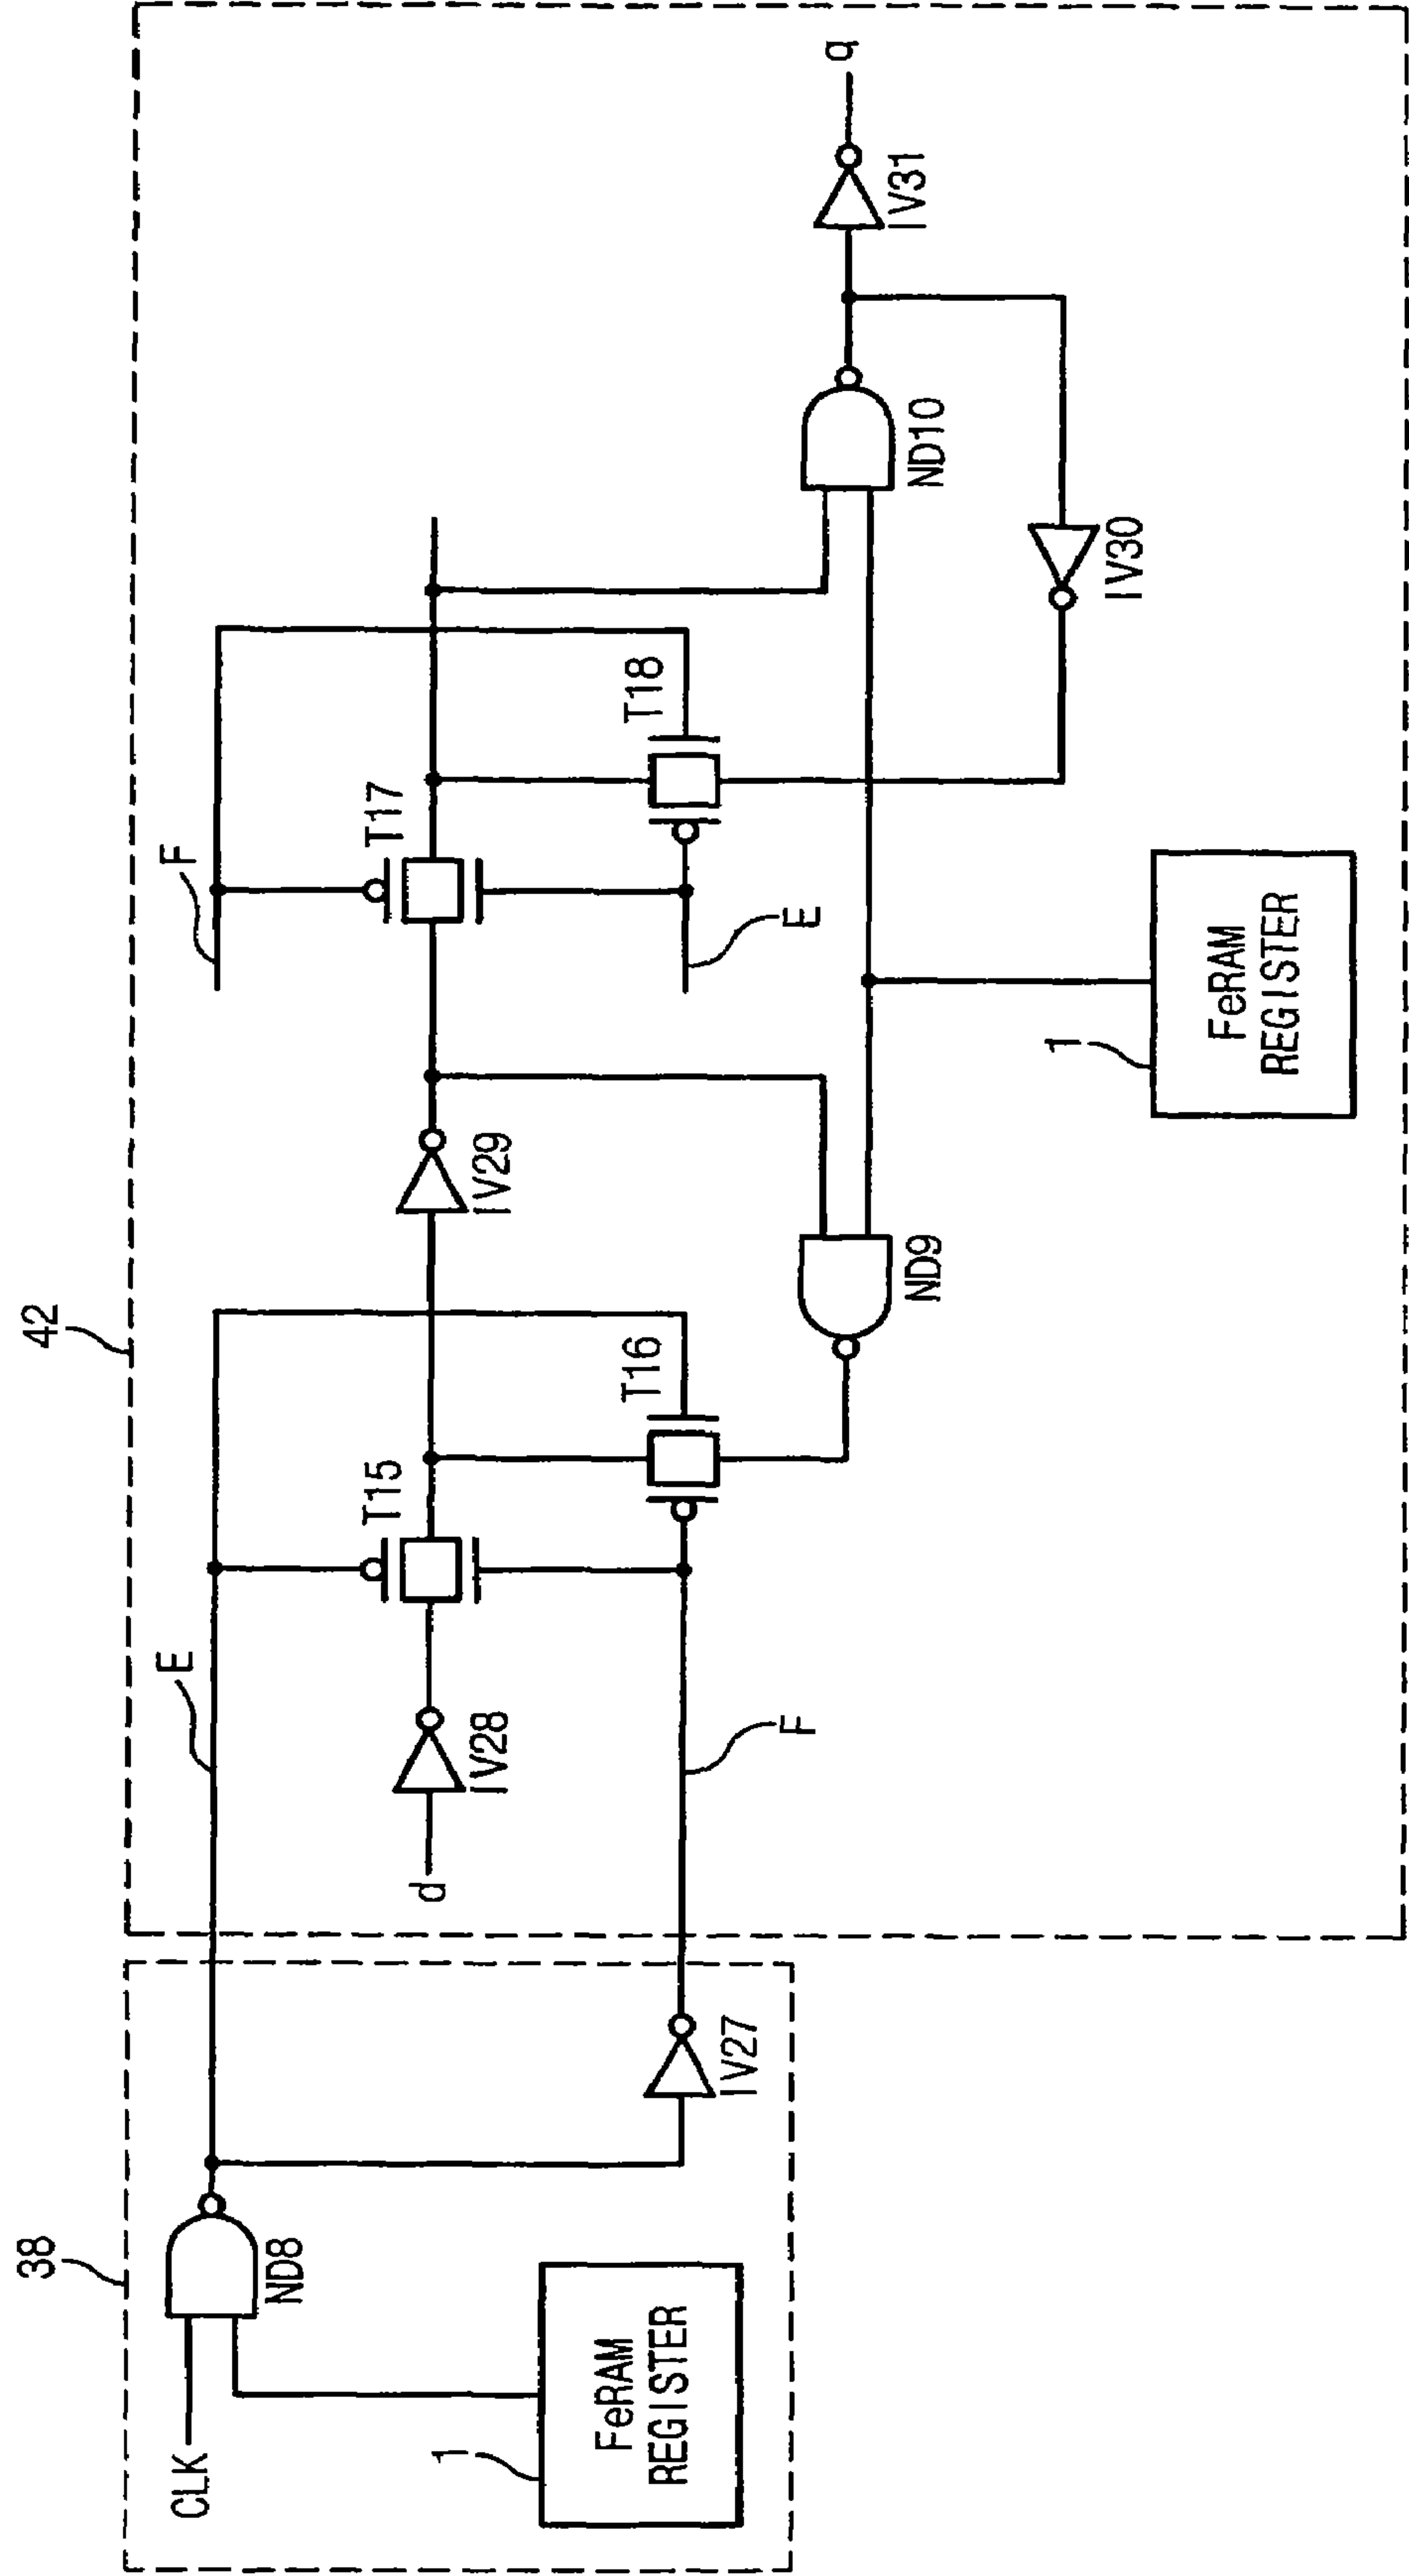 38
CLK
ND8
1
FeRAM
REGISTER
IV27
42
E
F
d
IV28
T15
T16
IV29
ND9
F
E
T17
T18
1
FeRAM
REGISTER
ND10
IV30
IV31
q